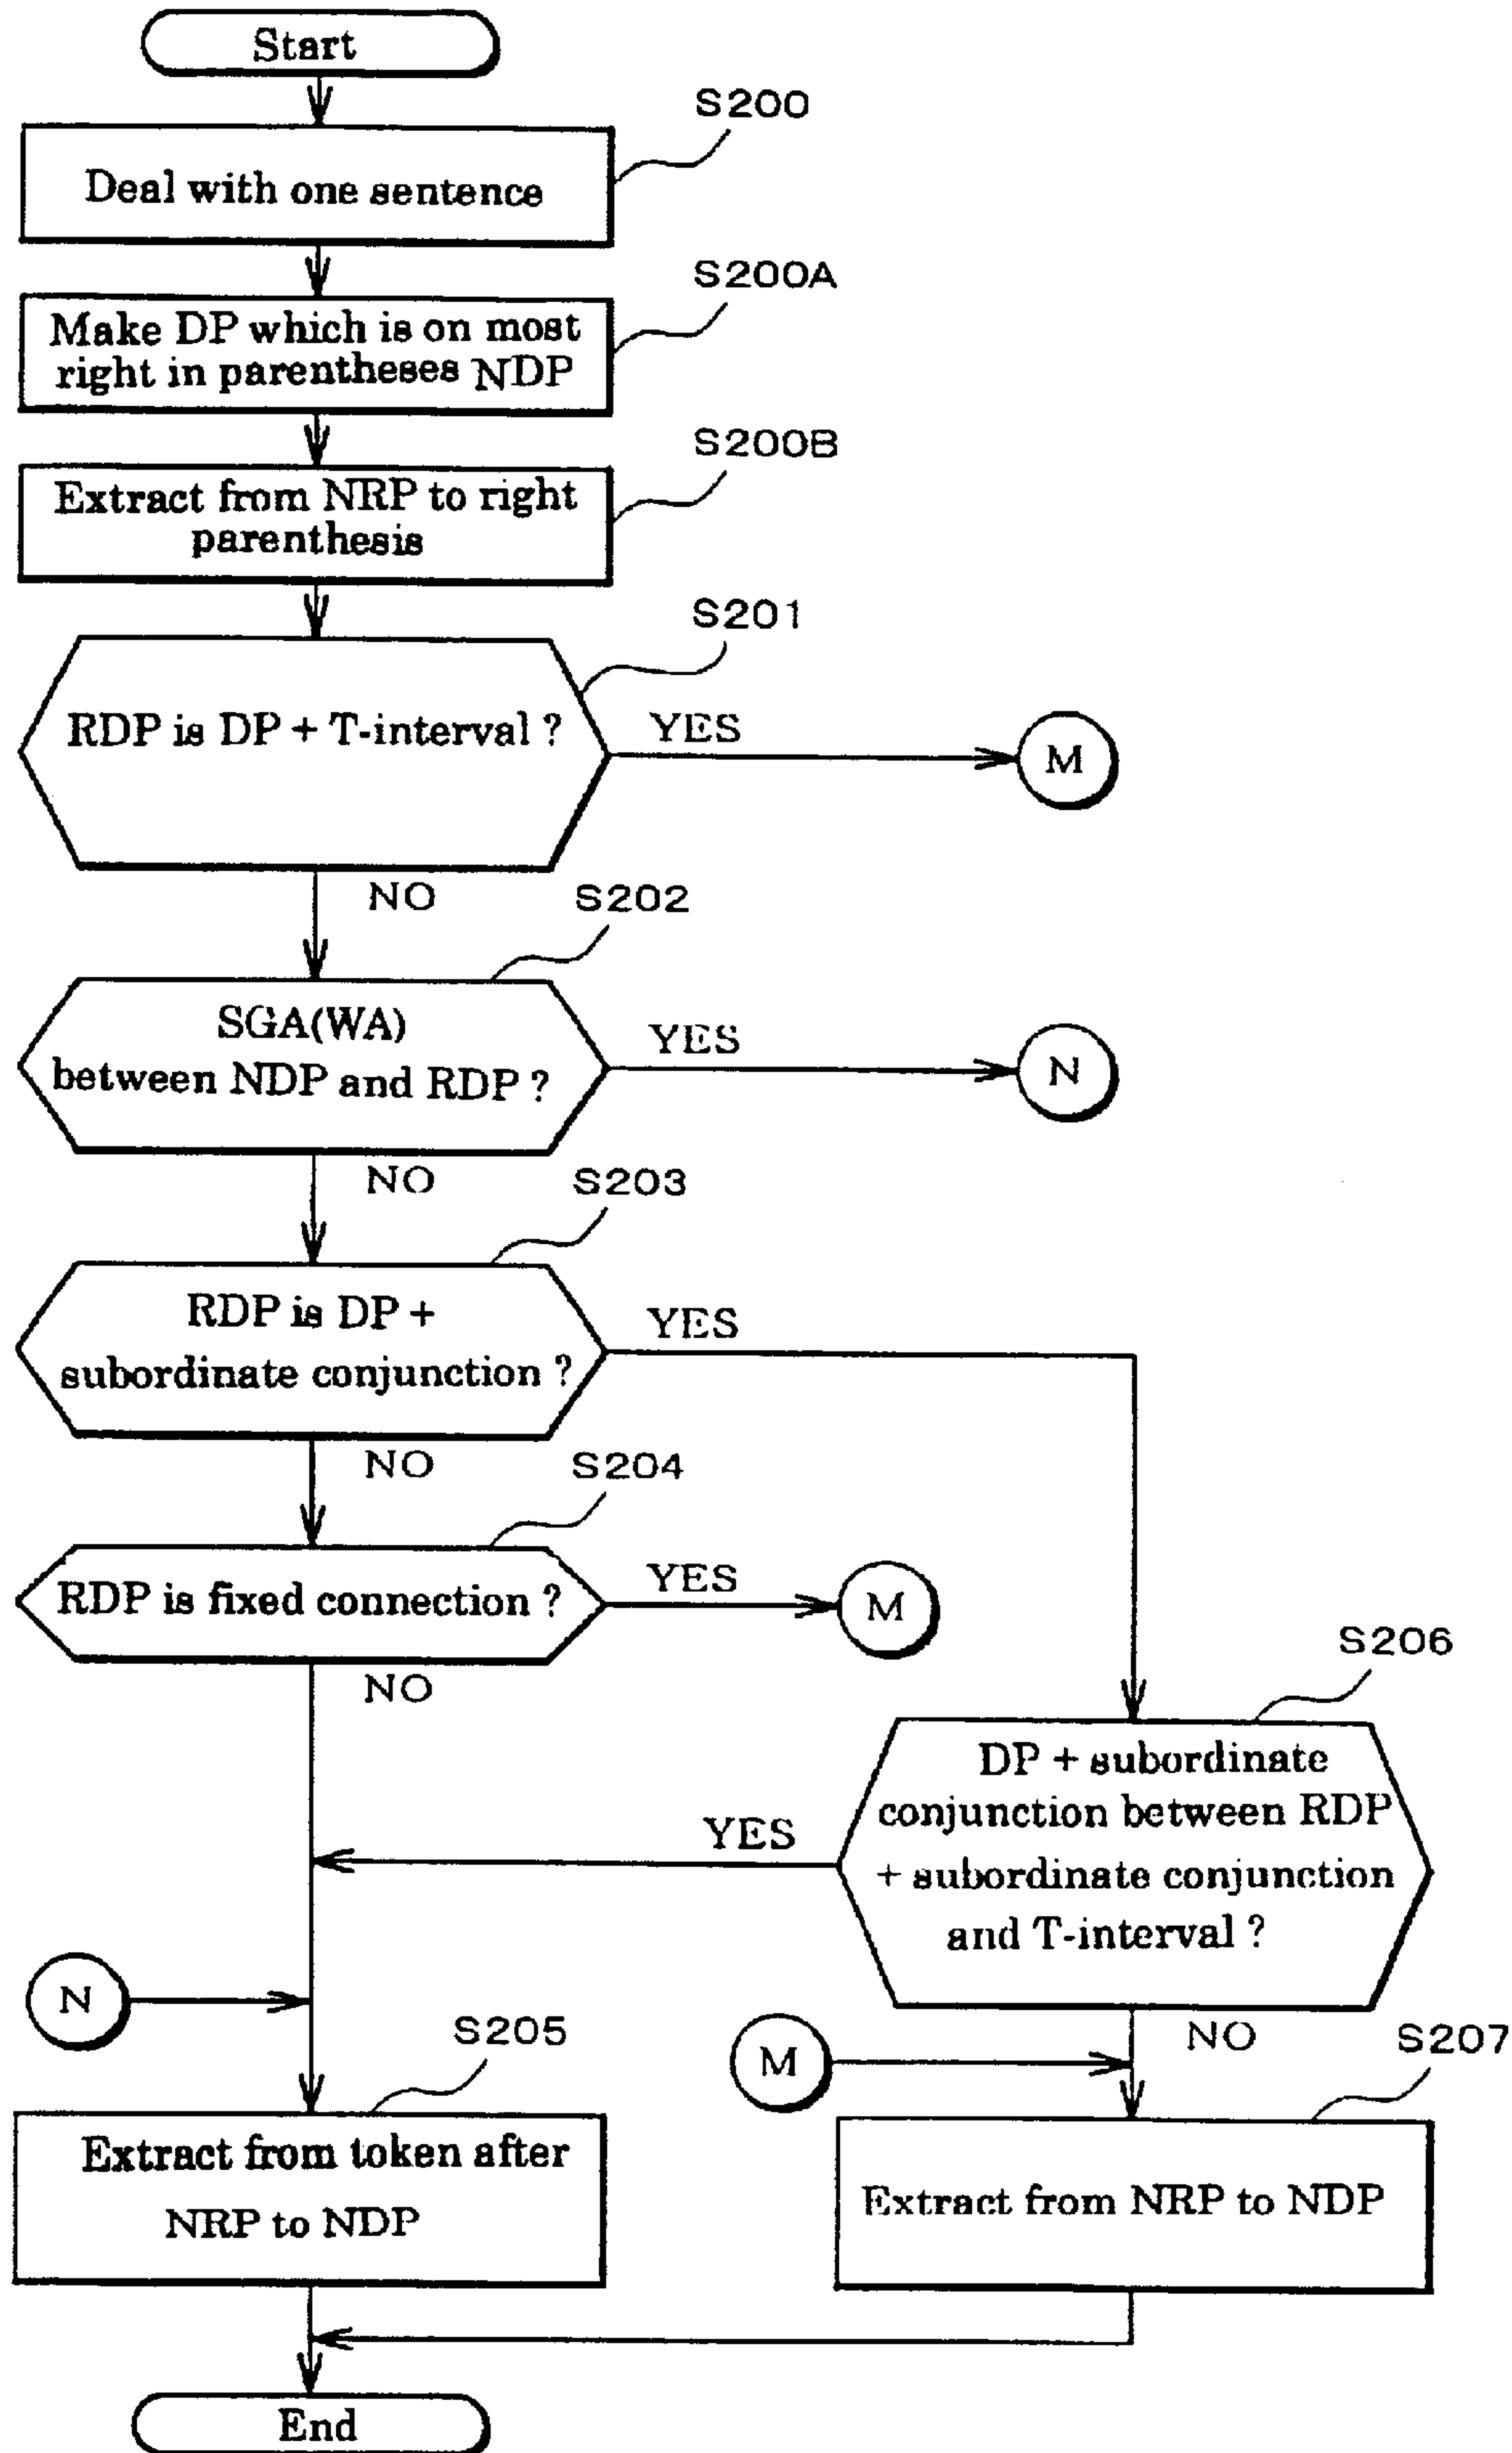 Start
S200
Deal with one sentence
S200A
Make DP which is on most
right in parentheses NDP
S200B
Extract from NRP to right
parenthesis
S201
RDP is DP + T-interval ?
YES
M
NO
S202
SGA(WA)
between NDP and RDP ?
YES
N
NO
S203
RDP is DP +
subordinate conjunction ?
YES
NO
S204
RDP is fixed connection ?
YES
M
NO
S206
DP + subordinate
conjunction between RDP
+ subordinate conjunction
and T-interval ?
YES
NO
N
M
S205
Extract from token after
NRP to NDP
S207
Extract from NRP to NDP
End